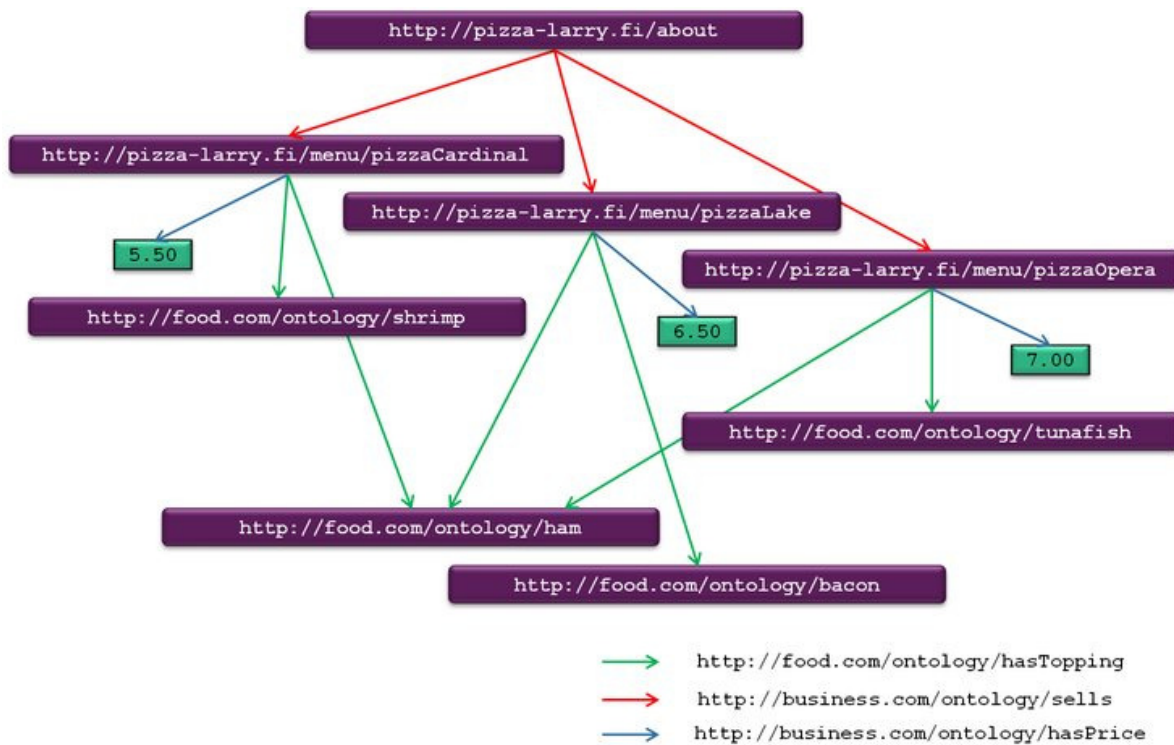 http://pizza-larry.fi/about
http://pizza-larry.fi/menu/pizzaCardinal
http://pizza-larry.fi/menu/pizzaLake
5.50
http://pizza-larry.fi/menu/pizzaOpera
http://food.com/ontology/shrimp
6.50
7.00
http://food.com/ontology/tunafish
http://food.com/ontology/ham
http://food.com/ontology/bacon
http://food.com/ontology/hasTopping
http://business.com/ontology/sells
http://business.com/ontology/hasPrice